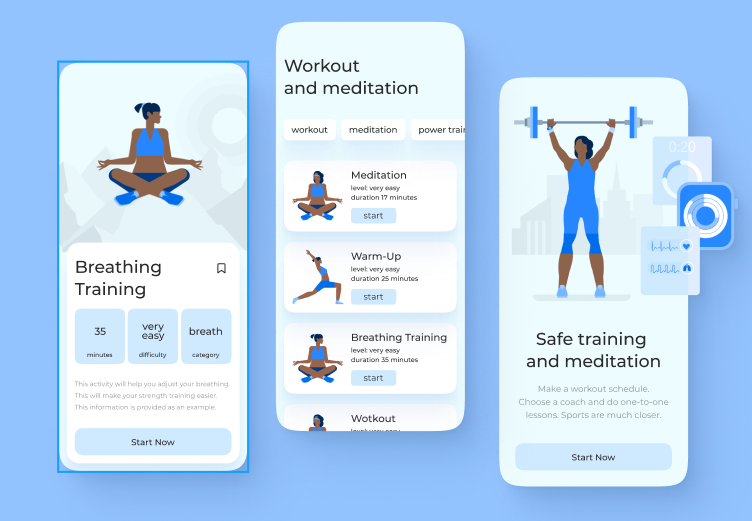 Breathing
Training
35
minutes
very
easy
difficulty
breath
category
This activity will help you adjust your breathing.
This will make your strength training easier.
This information is provided as an example.
Start Now
Workout
and meditation
workout
meditation
power train
Meditation
level: very easy
duration 17 minutes
start
Warm-Up
level: very easy
duration 25 minutes
start
Breathing Training
level: very easy
duration 35 minutes
start
Wotkout
0:20
Safe training
and meditation
Make a workout schedule.
Choose a coach and do one-to-one
lessons. Sports are much closer.
Start Now